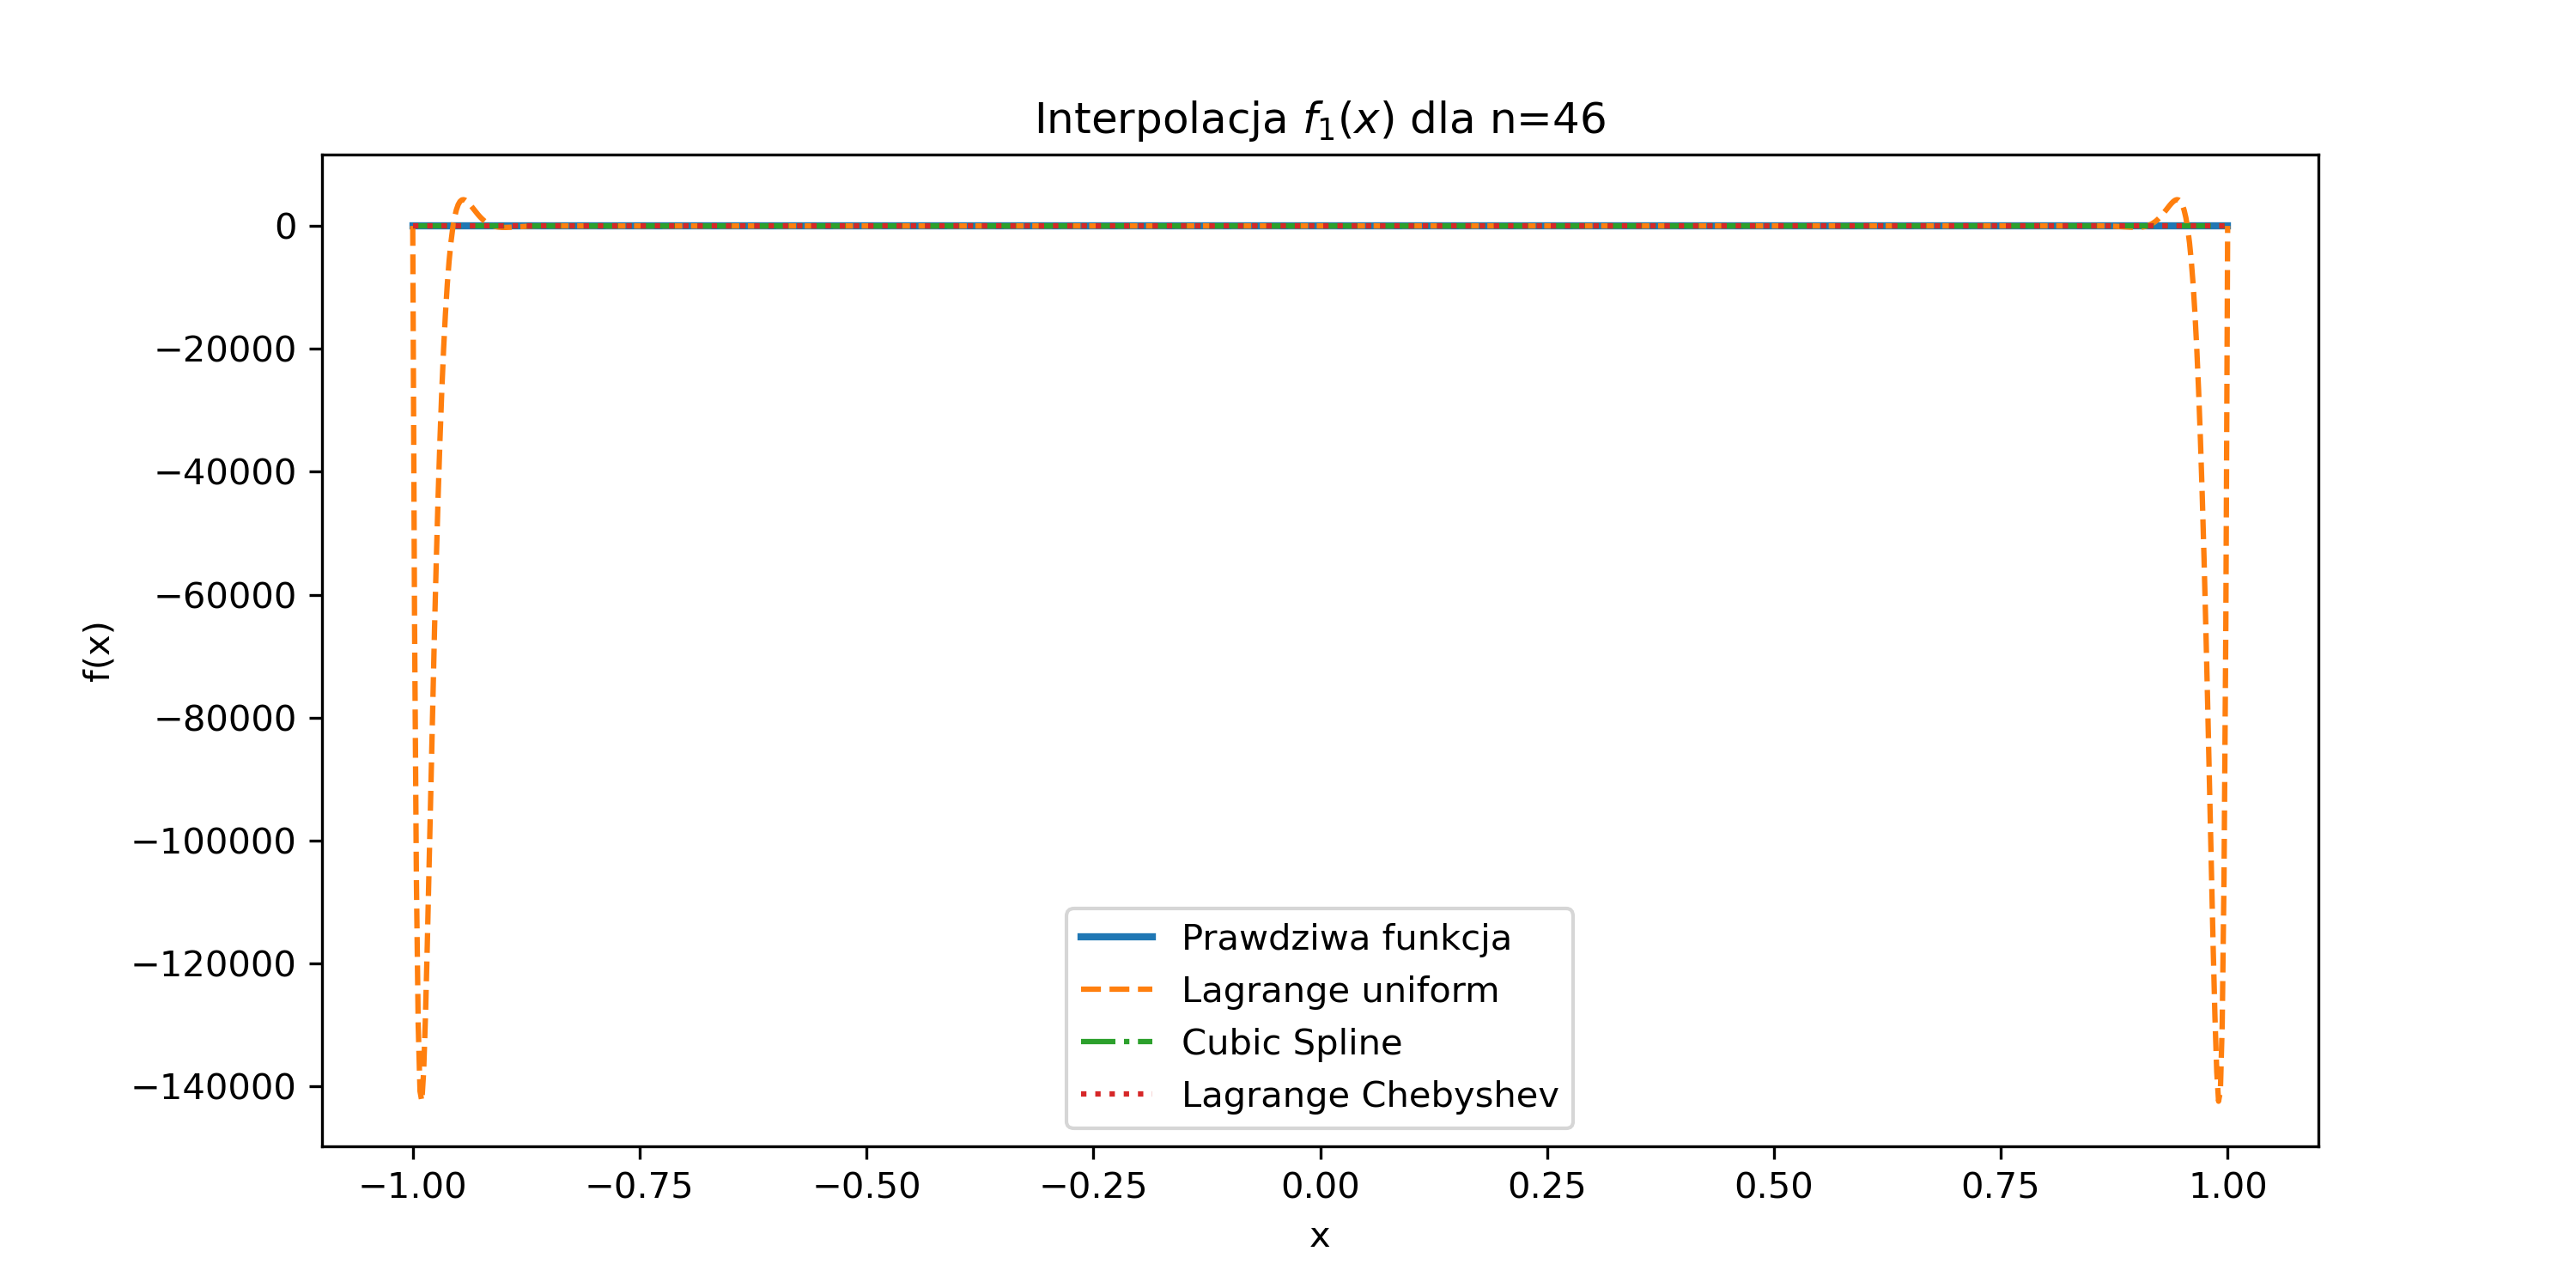 Interpolacja f₁(x) dla n=46
f(x)
0
−20000
−40000
−60000
−80000
−100000
−120000
−140000
Prawdziwa funkcja
Lagrange uniform
Cubic Spline
Lagrange Chebyshev
−1.00 −0.75 −0.50 −0.25 0.00 0.25 0.50 0.75 1.00
x